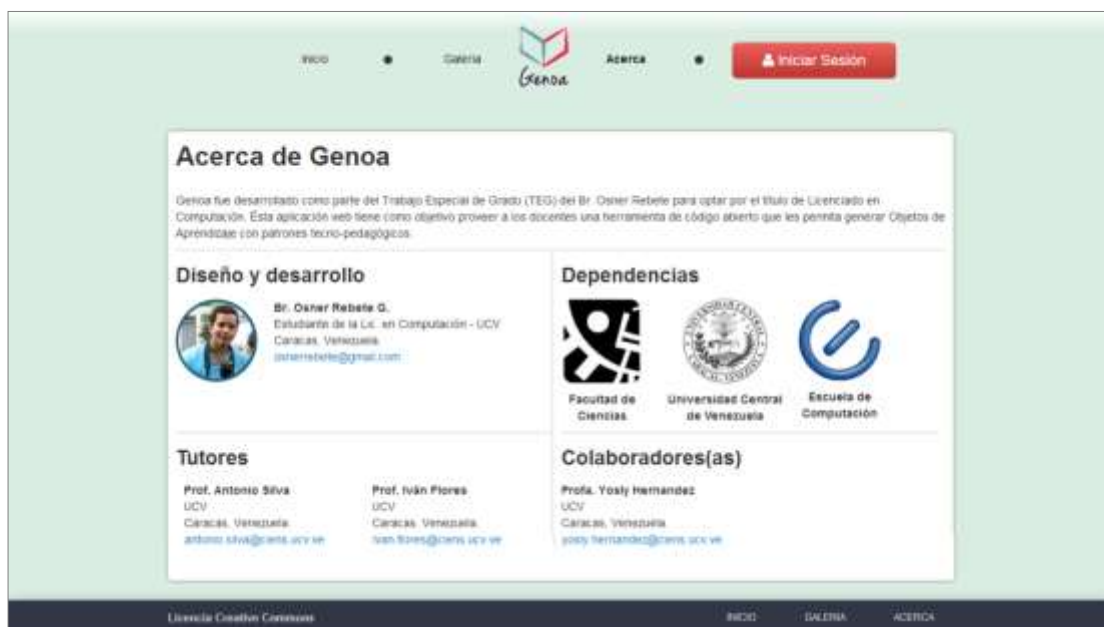 Inicio
Galería
Genoa
Acerca
Iniciar Sesión
Acerca de Genoa
Genoa fue desarrollado como parte del Trabajo Especial de Grado (TEG) del Br. Osner Rebete para optar por el título de Licenciado en
Computación. Esta aplicación web tiene como objetivo proveer a los docentes una herramienta de código abierto que les permita generar Objetos de
Aprendizaje con patrones tecno-pedagógicos.
Diseño y desarrollo
Br. Osner Rebete G.
Estudiante de la Lic. en Computación - UCV
Caracas, Venezuela.
osnerrebete@gmail.com
Dependencias
UNIVERSIDAD CENTRAL
CARACAS, VENEZUELA
Facultad de
Ciencias
Universidad Central
de Venezuela
Escuela de
Computación
Tutores
Prof. Antonio Silva
UCV
Caracas, Venezuela.
antonio.silva@ciens.ucv.ve
Prof. Iván Flores
UCV
Caracas, Venezuela.
ivan.flores@ciens.ucv.ve
Colaboradores(as)
Profa. Yosly Hernandez
UCV
Caracas, Venezuela.
yosly.hernandez@ciens.ucv.ve
Licencia Creative Commons
INICIO
GALERIA
ACERCA